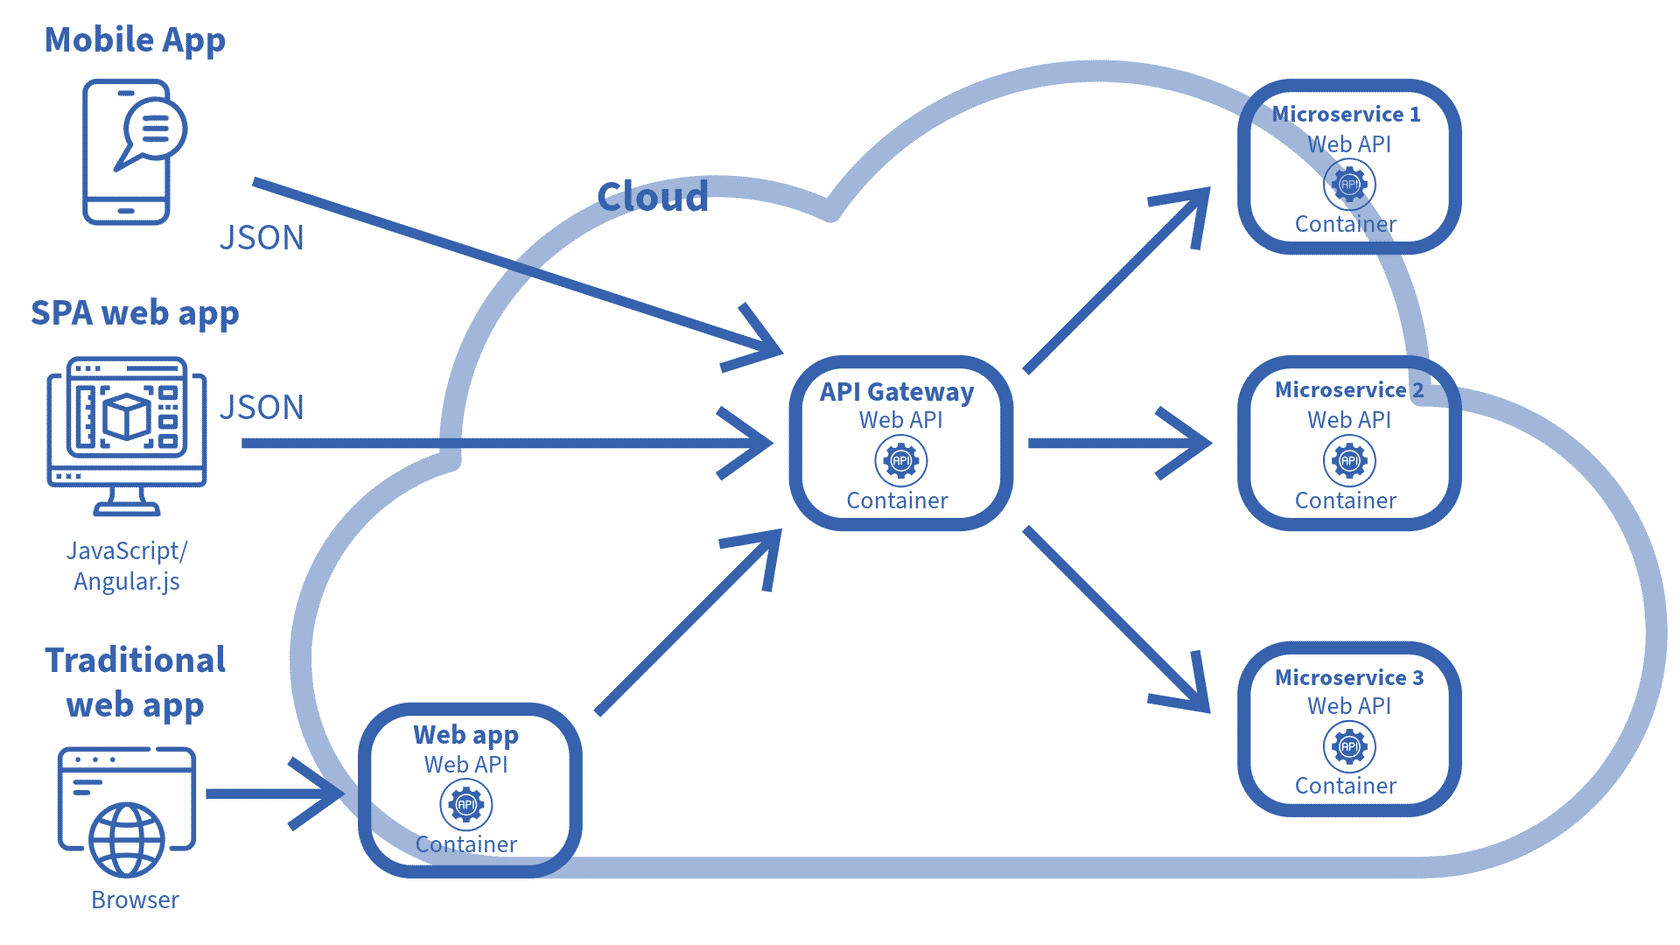 Mobile App
JSON
SPA web app
JSON
JavaScript/
Angular.js
Traditional
web app
Browser
Cloud
Web app
Web API
API
Container
API Gateway
Web API
API
Container
Microservice 1
Web API
API
Container
Microservice 2
Web API
API
Container
Microservice 3
Web API
API
Container